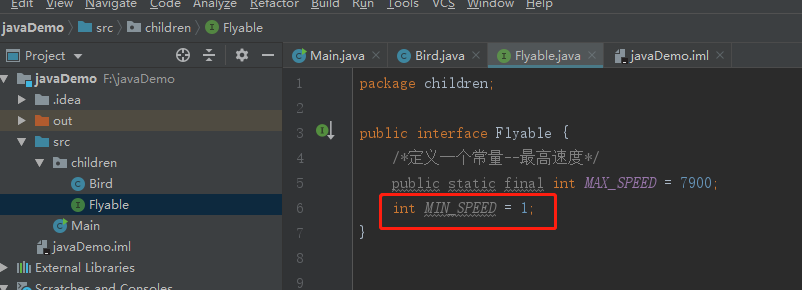 Edit View Navigate Code Analyze Refactor Build Run Tools VCS Window Help
javaDemo src children Flyable
Project
Main.java Bird.java Flyable.java javaDemo.iml
javaDemo F:\javaDemo
.idea
out
src
children
Bird
Flyable
Main
javaDemo.iml
External Libraries
Scratches and Consoles
1 package children;
2
3 public interface Flyable {
4 /*定义一个常量--最高速度*/
5 public static final int MAX_SPEED = 7900;
6 int MIN_SPEED = 1;
7 }
8
9